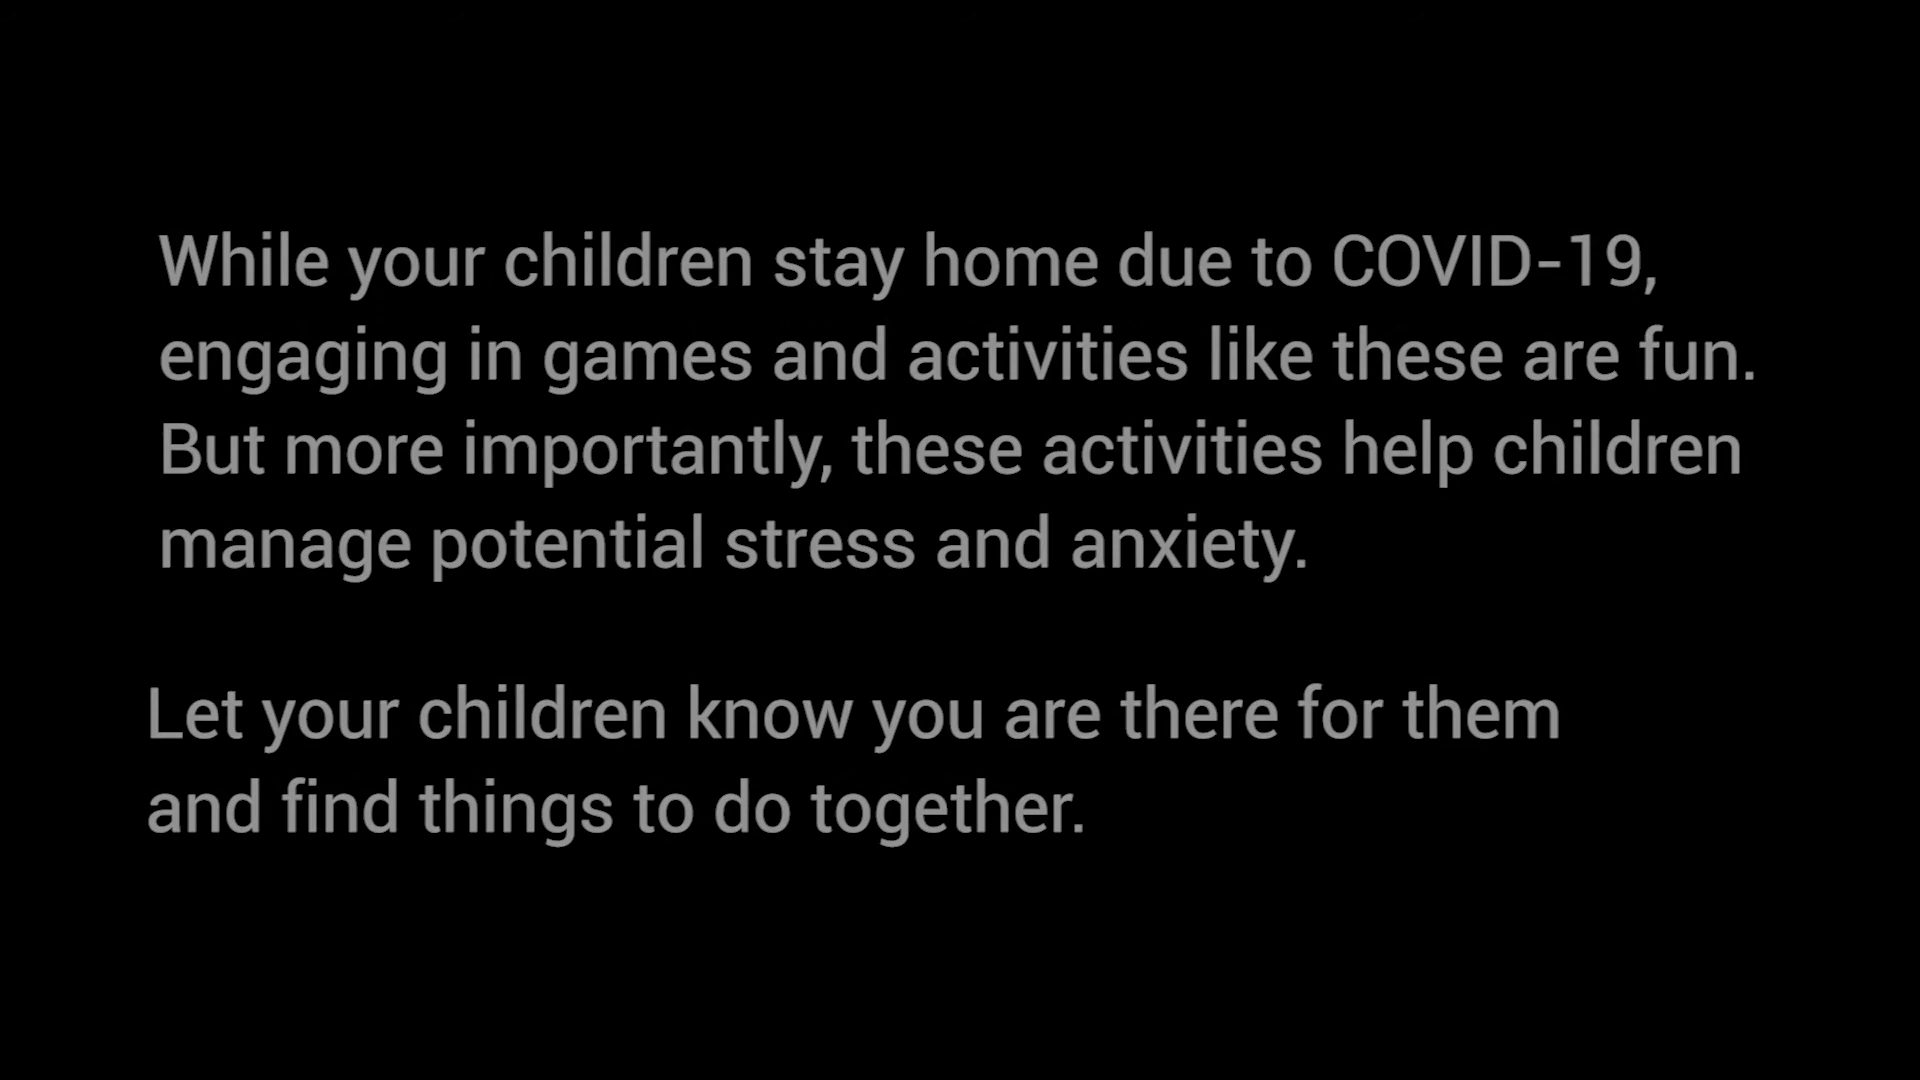 While your children stay home due to COVID-19,
engaging in games and activities like these are fun.
But more importantly, these activities help children
manage potential stress and anxiety.
Let your children know you are there for them
and find things to do together.